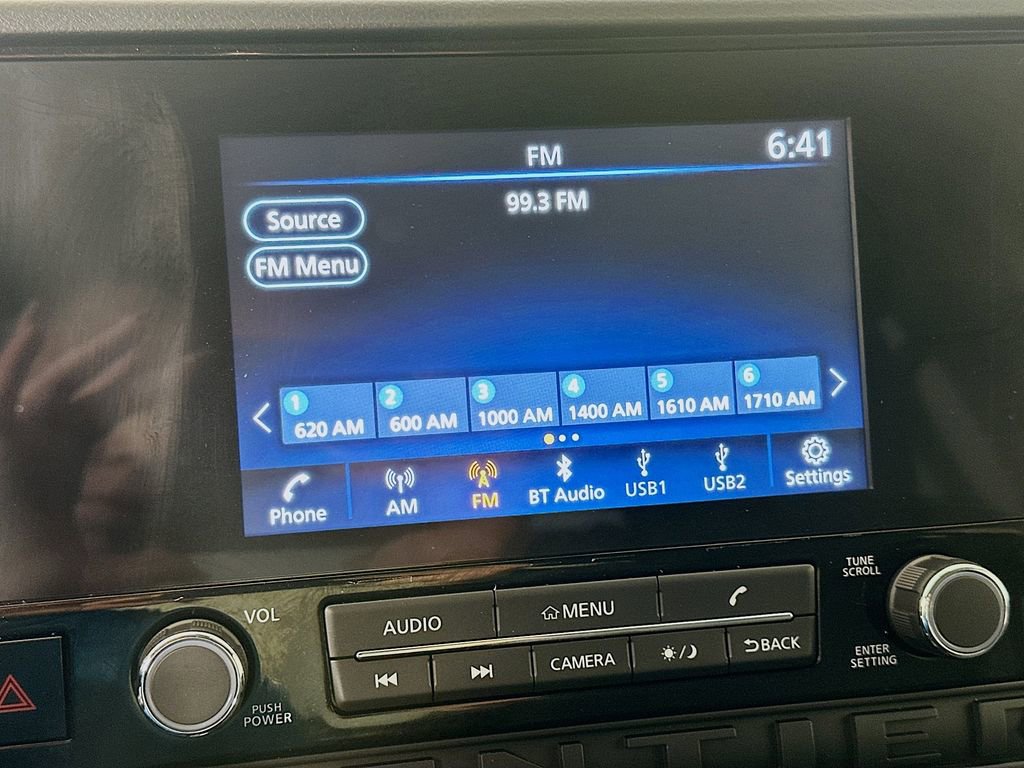 FM
6:41
99.3 FM
Source
FM Menu
1 2 3 4 5 6
620 AM 600 AM 1000 AM 1400 AM 1610 AM 1710 AM
Phone AM FM BT Audio USB1 USB2 Settings
VOL
PUSH
POWER
AUDIO MENU
CAMERA BACK
TUNE
SCROLL
ENTER
SETTING
NTIE